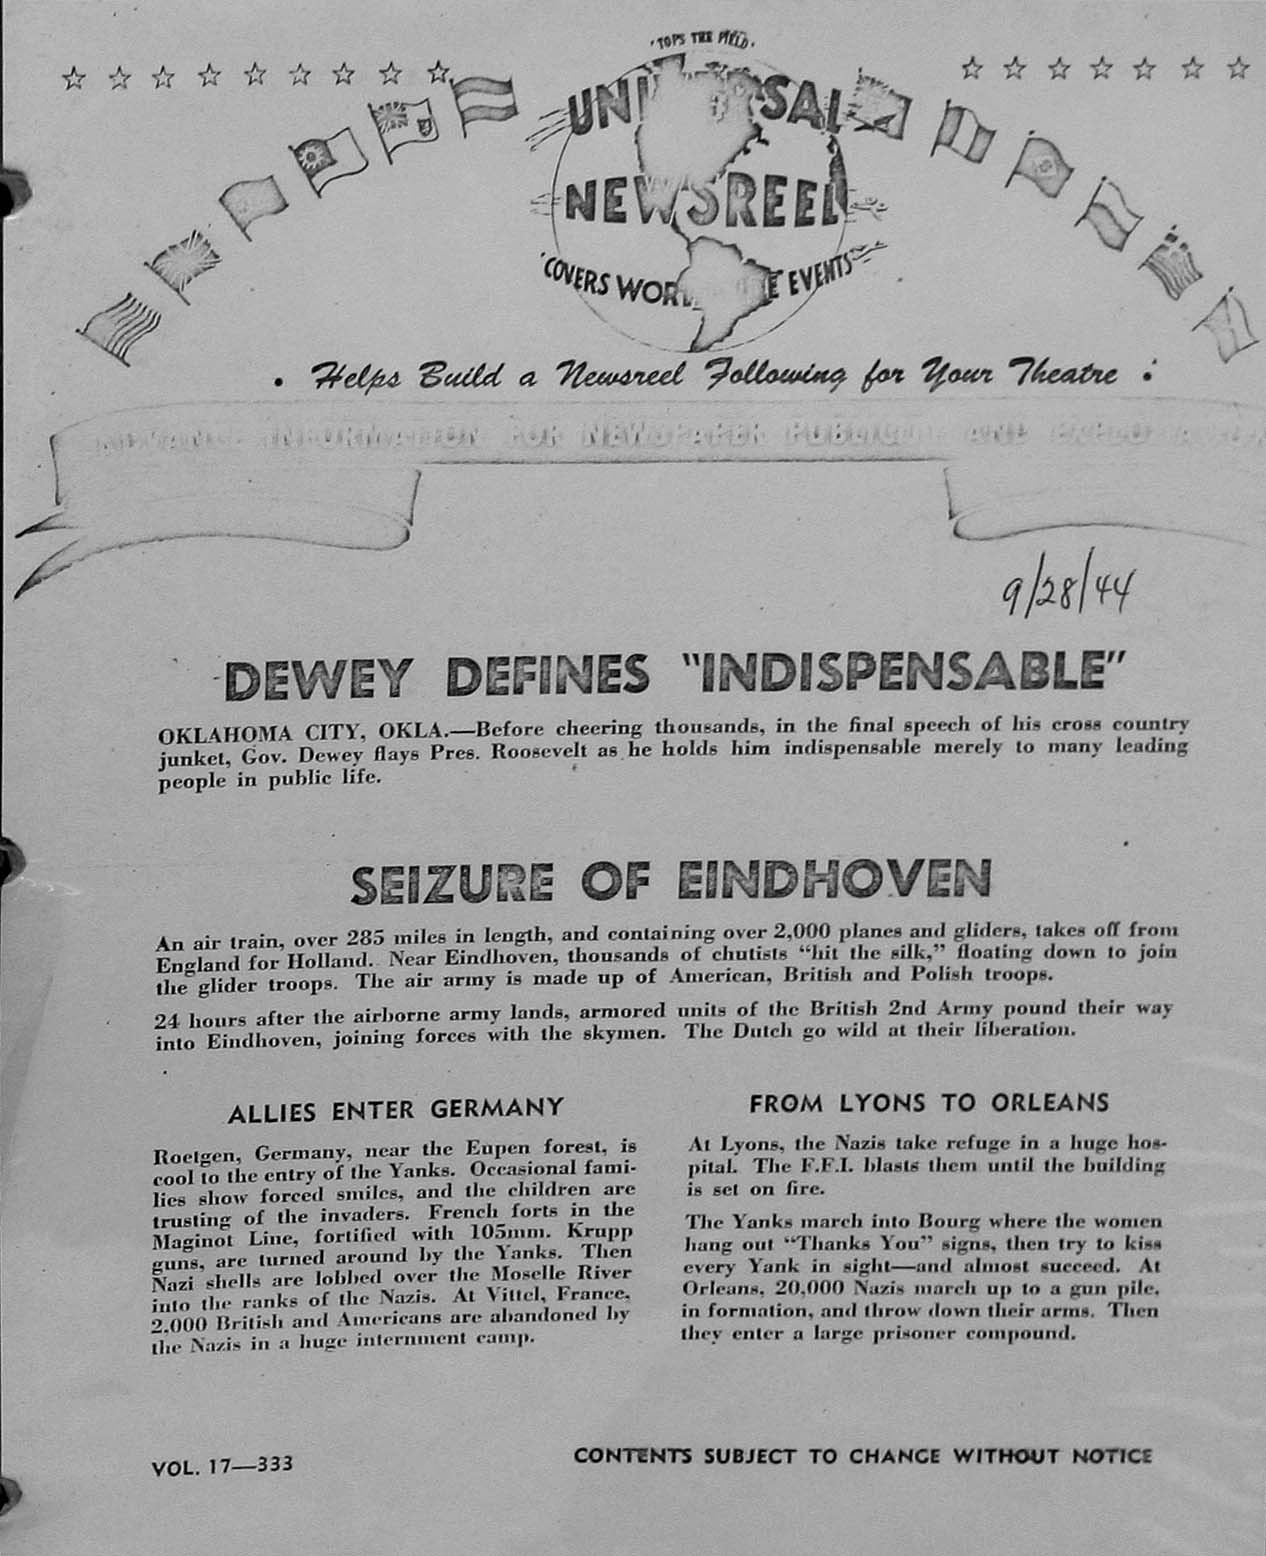 "TOPS THE FIELD"
UNIVERSAL
NEWSREEL
"COVERS WORLD-WIDE EVENTS"
• Helps Build a Newsreel Following for Your Theatre •
ADVANCE INFORMATION FOR NEWSPAPER PUBLICITY AND EXPLOITATION
9/28/44
DEWEY DEFINES "INDISPENSABLE"
OKLAHOMA CITY, OKLA.—Before cheering thousands, in the final speech of his cross country
junket, Gov. Dewey flays Pres. Roosevelt as he holds him indispensable merely to many leading
people in public life.
SEIZURE OF EINDHOVEN
An air train, over 285 miles in length, and containing over 2,000 planes and gliders, takes off from
England for Holland. Near Eindhoven, thousands of chutists "hit the silk," floating down to join
the glider troops. The air army is made up of American, British and Polish troops.
24 hours after the airborne army lands, armored units of the British 2nd Army pound their way
into Eindhoven, joining forces with the skymen. The Dutch go wild at their liberation.
ALLIES ENTER GERMANY
Roetgen, Germany, near the Eupen forest, is
cool to the entry of the Yanks. Occasional fami-
lies show forced smiles, and the children are
trusting of the invaders. French forts in the
Maginot Line, fortified with 105mm. Krupp
guns, are turned around by the Yanks. Then
Nazi shells are lobbed over the Moselle River
into the ranks of the Nazis. At Vittel, France,
2,000 British and Americans are abandoned by
the Nazis in a huge internment camp.
FROM LYONS TO ORLEANS
At Lyons, the Nazis take refuge in a huge hos-
pital. The F.F.I. blasts them until the building
is set on fire.
The Yanks march into Bourg where the women
hang out "Thanks You" signs, then try to kiss
every Yank in sight—and almost succeed. At
Orleans, 20,000 Nazis march up to a gun pile,
in formation, and throw down their arms. Then
they enter a large prisoner compound.
VOL. 17—333
CONTENTS SUBJECT TO CHANGE WITHOUT NOTICE